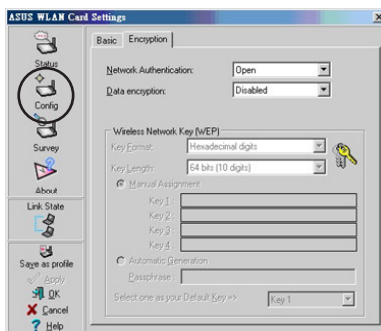 ASUS WLAN Card Settings
Status
Config
Survey
About
Link State
Save as profile
Apply
OK
Cancel
Help
Basic
Encryption
Network Authentication:
Open
Data encryption:
Disabled
Wireless Network Key (WEP)
Key Format:
Hexadecimal digits
Key Length:
64 bits (10 digits)
Manual Assignment
Key 1 :
Key 2 :
Key 3 :
Key 4 :
Automatic Generation
Passphrase :
Select one as your Default Key =>
Key 1